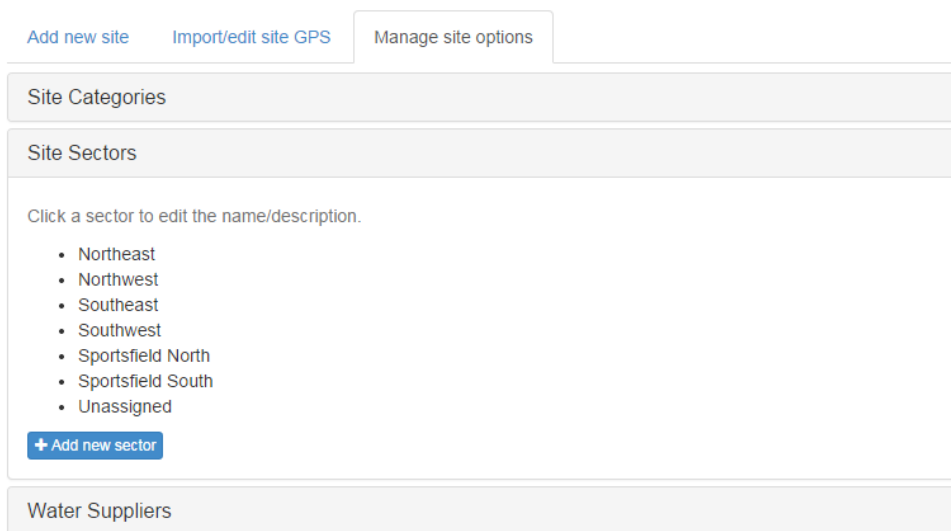 Add new site Import/edit site GPS Manage site options
Site Categories
Site Sectors
Click a sector to edit the name/description.
• Northeast
• Northwest
• Southeast
• Southwest
• Sportsfield North
• Sportsfield South
• Unassigned
+ Add new sector
Water Suppliers